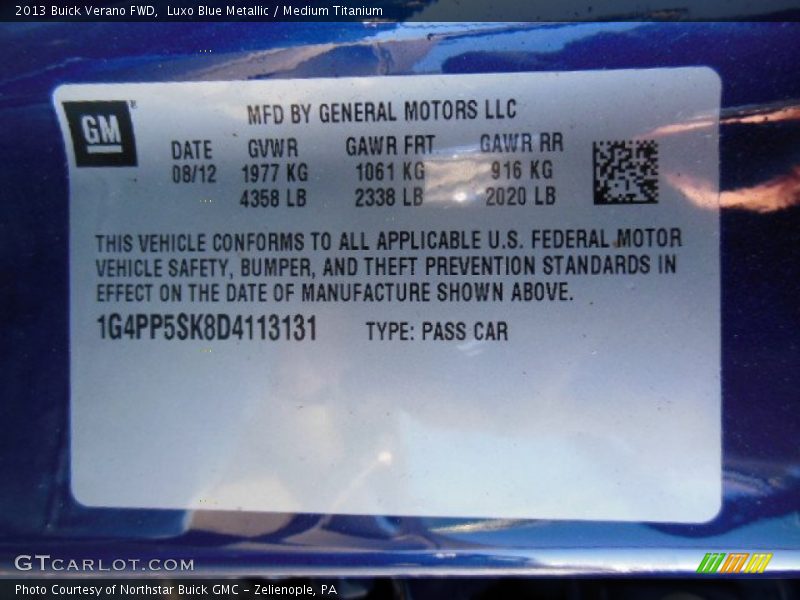 2013 Buick Verano FWD,  Luxo Blue Metallic / Medium Titanium
GM
MFD BY GENERAL MOTORS LLC
DATE GVWR GAWR FRT GAWR RR
08/12 1977 KG 1061 KG 916 KG
4358 LB 2338 LB 2020 LB
THIS VEHICLE CONFORMS TO ALL APPLICABLE U.S. FEDERAL MOTOR
VEHICLE SAFETY, BUMPER, AND THEFT PREVENTION STANDARDS IN
EFFECT ON THE DATE OF MANUFACTURE SHOWN ABOVE.
1G4PP5SK8D4113131 TYPE: PASS CAR
GTCARLOT.COM
Photo Courtesy of Northstar Buick GMC - Zelienople, PA